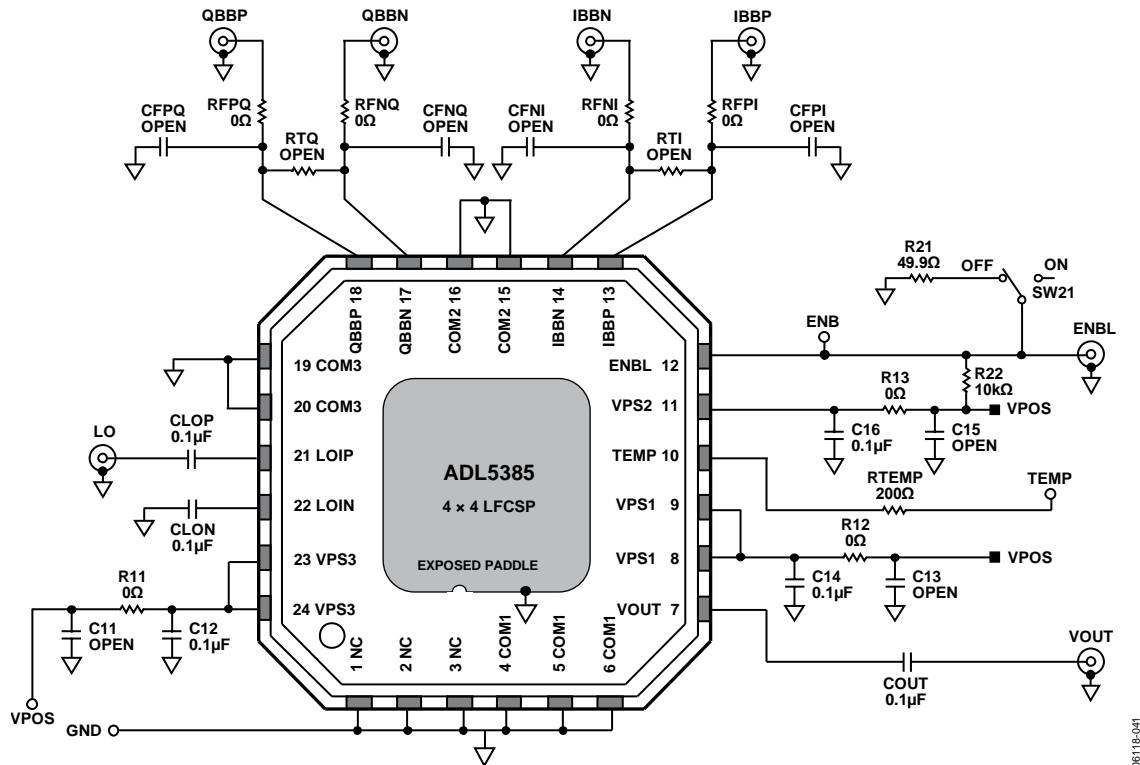 QBBP
QBBN
IBBN
IBBP
RFPQ
0Ω
RFNQ
0Ω
RFNI
0Ω
RFPI
0Ω
CFPQ
OPEN
RTQ
OPEN
CFNQ
OPEN
CFNI
OPEN
RTI
OPEN
CFPI
OPEN
R21
49.9Ω
OFF
ON
SW21
ENB
ENBL
QBBP 18
QBBN 17
COM2 16
COM2 15
IBBN 14
IBBP 13
19 COM3
20 COM3
21 LOIP
22 LOIN
23 VPS3
24 VPS3
ENBL 12
VPS2 11
TEMP 10
VPS1 9
VPS1 8
VOUT 7
R22
10kΩ
R13
0Ω
VPOS
C16
0.1µF
C15
OPEN
LO
CLOP
0.1µF
CLON
0.1µF
ADL5385
4 × 4 LFCSP
EXPOSED PADDLE
RTEMP
200Ω
TEMP
R12
0Ω
VPOS
C14
0.1µF
C13
OPEN
R11
0Ω
C11
OPEN
C12
0.1µF
VPOS
1 NC
2 NC
3 NC
4 COM1
5 COM1
6 COM1
COUT
0.1µF
VOUT
GND
06118-041